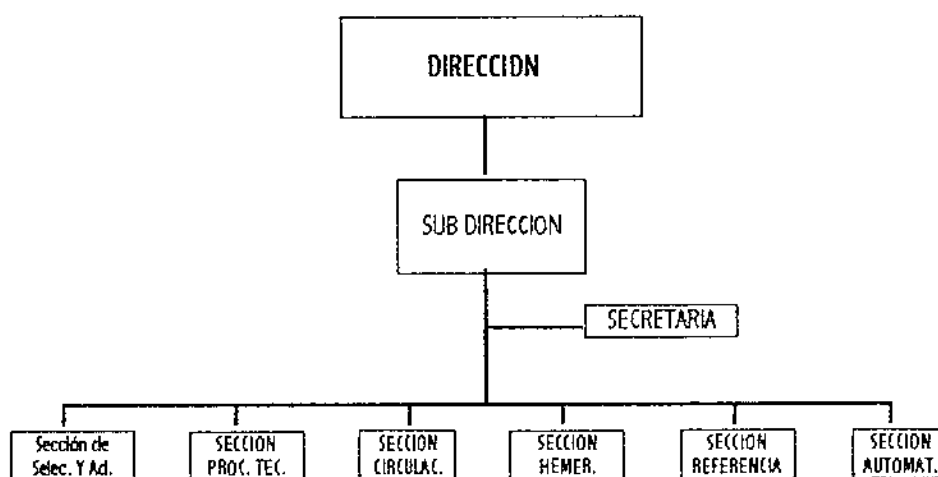 DIRECCION
SUB DIRECCION
SECRETARIA
Sección de
Selec. Y Ad.
SECCION
PROC. TEC.
SECCION
CIRCULAC.
SECCION
HEMER.
SECCION
REFERENCIA
SECCION
AUTOMAT.